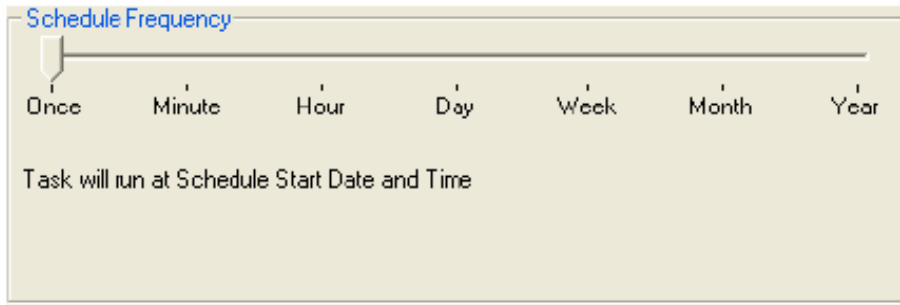 Schedule Frequency
Once Minute Hour Day Week Month Year
Task will run at Schedule Start Date and Time